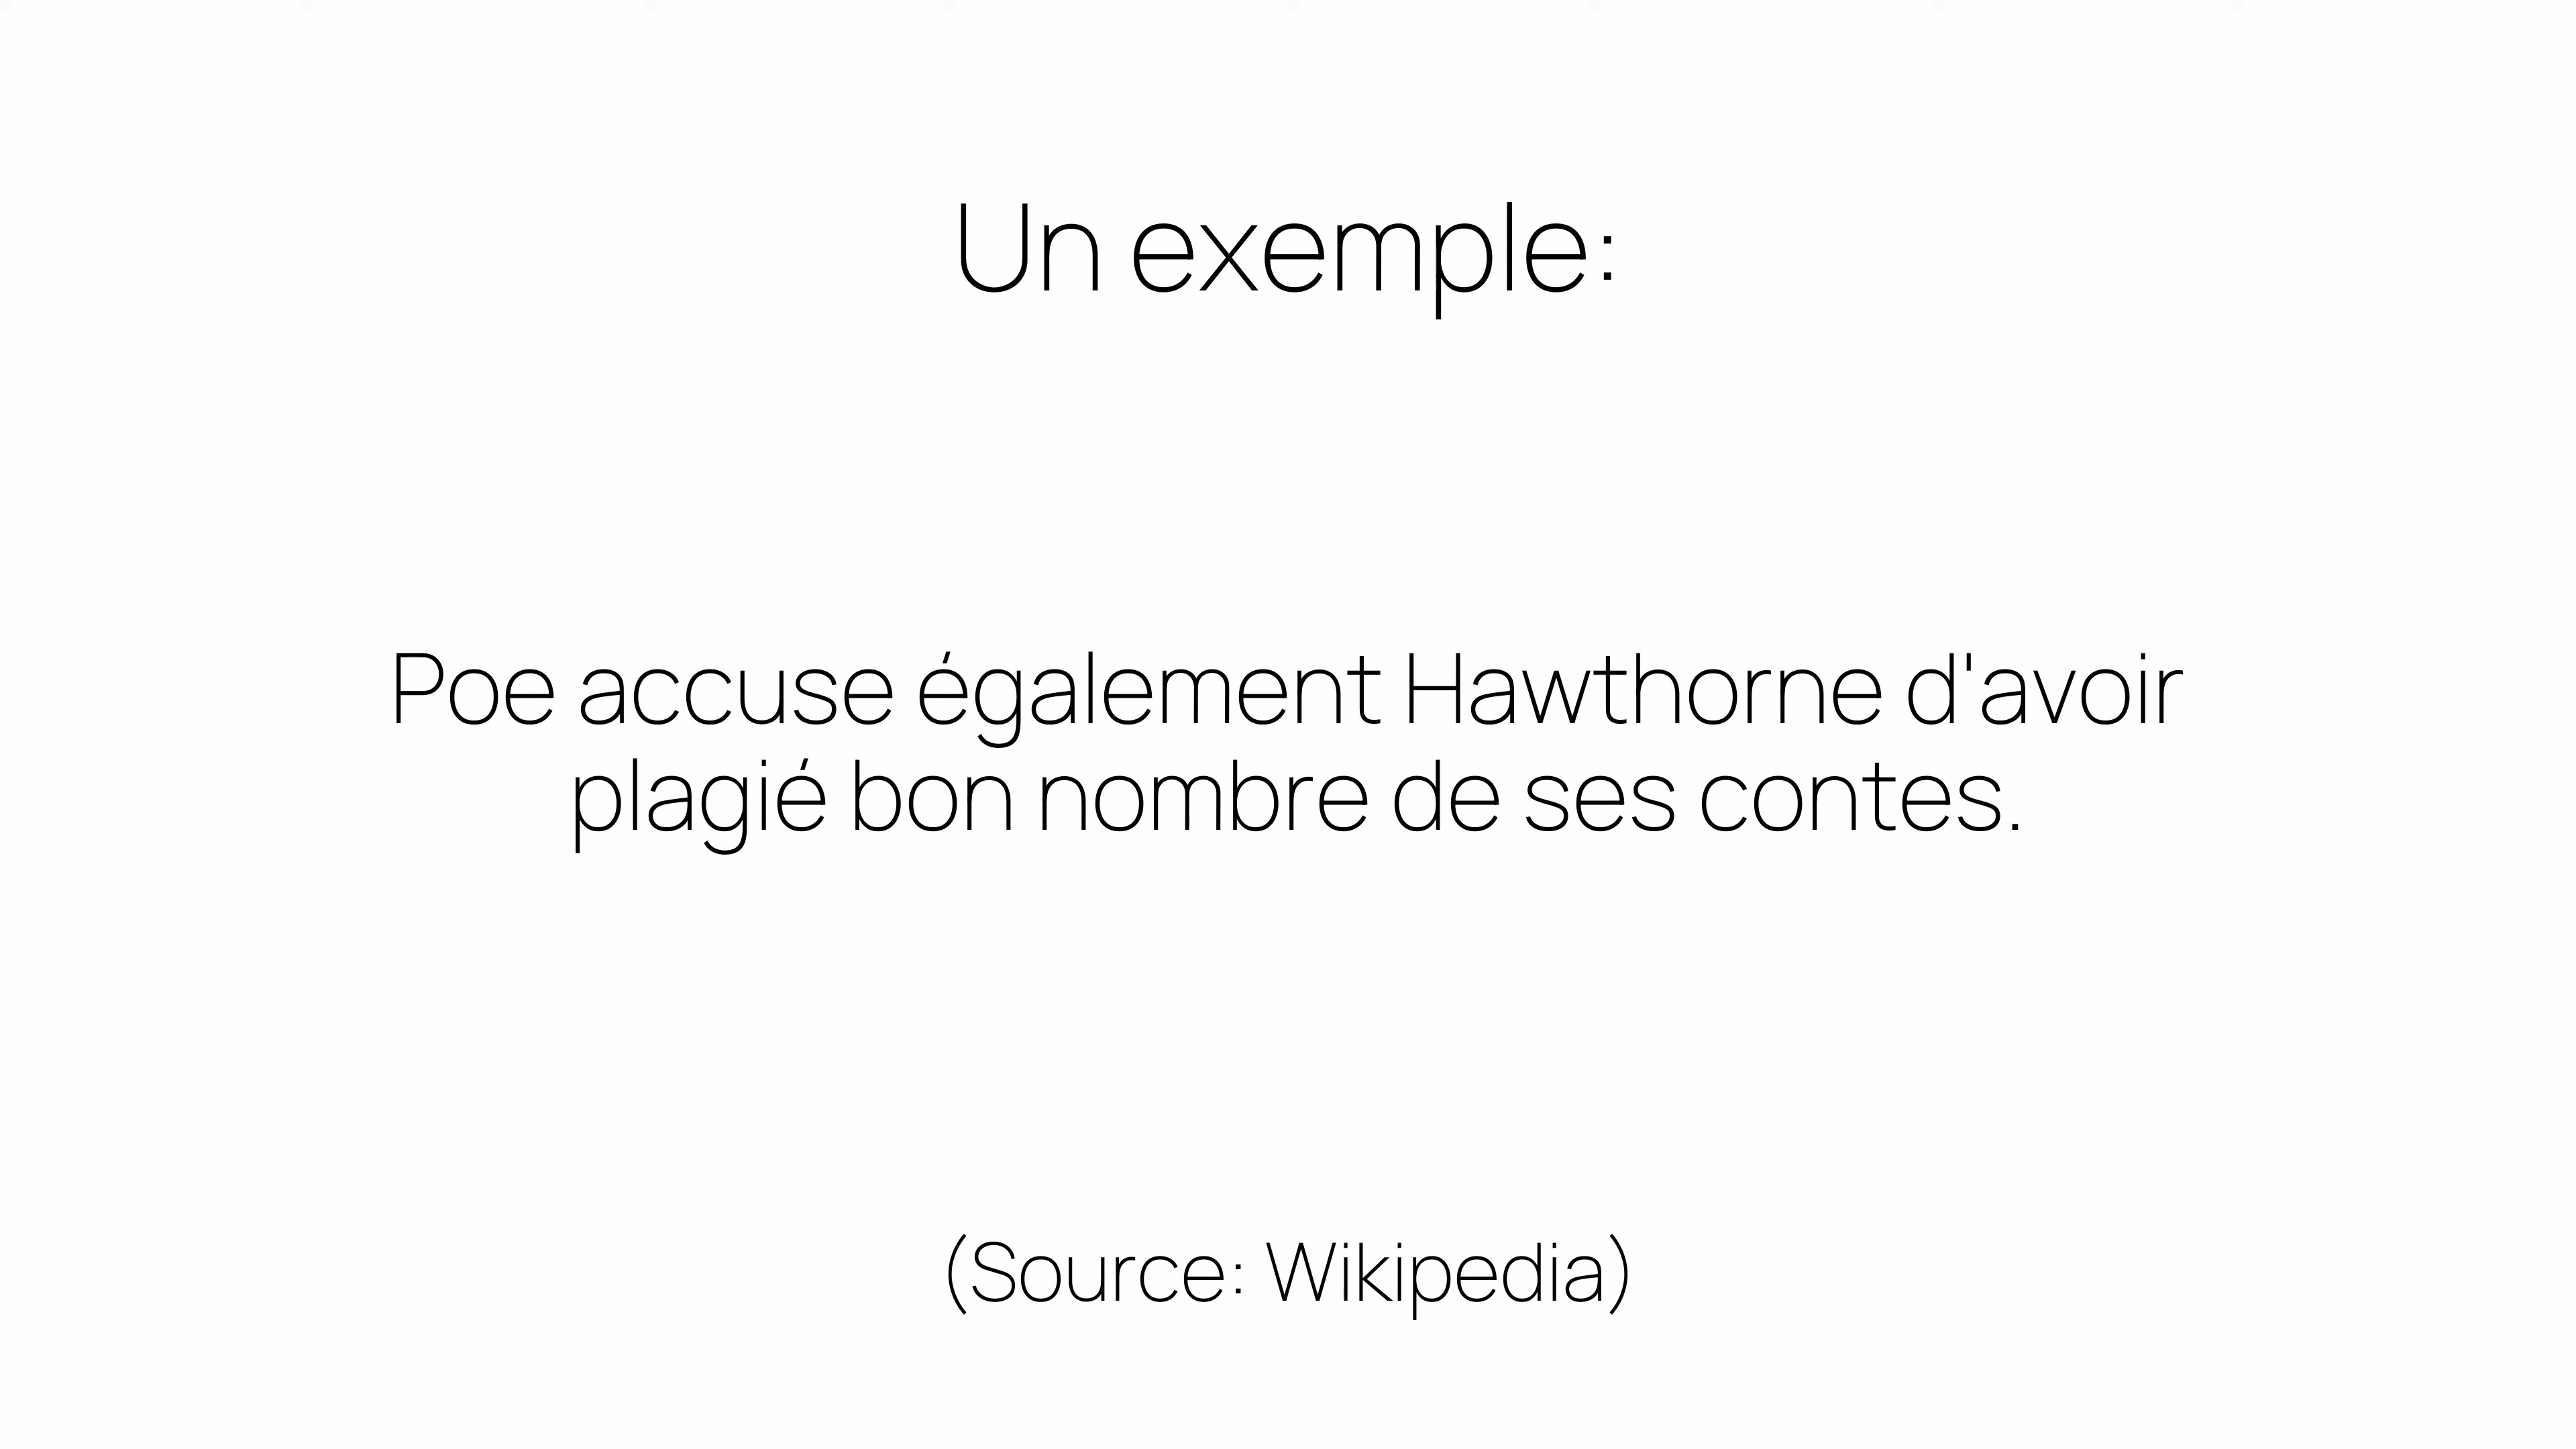 Un exemple:
Poe accuse également Hawthorne d'avoir
plagié bon nombre de ses contes.
(Source: Wikipedia)